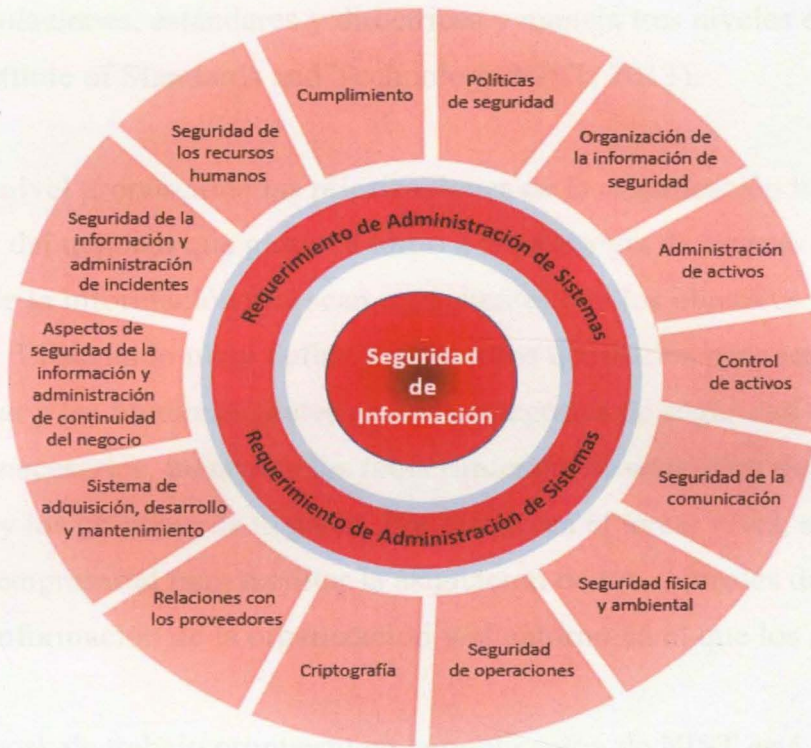 Cumplimiento
Políticas
de seguridad
Organización de
la información de
seguridad
Administración
de activos
Control
de activos
Seguridad de la
comunicación
Seguridad física
y ambiental
Seguridad
de operaciones
Criptografía
Relaciones con
los proveedores
Sistema de
adquisición, desarrollo
y mantenimiento
Aspectos de
seguridad de la
información y
administración
de continuidad
del negocio
Seguridad de la
información y
administración
de incidentes
Seguridad de
los recursos
humanos
Requerimiento de Administración de Sistemas
Seguridad
de
Información
Requerimiento de Administración de Sistemas